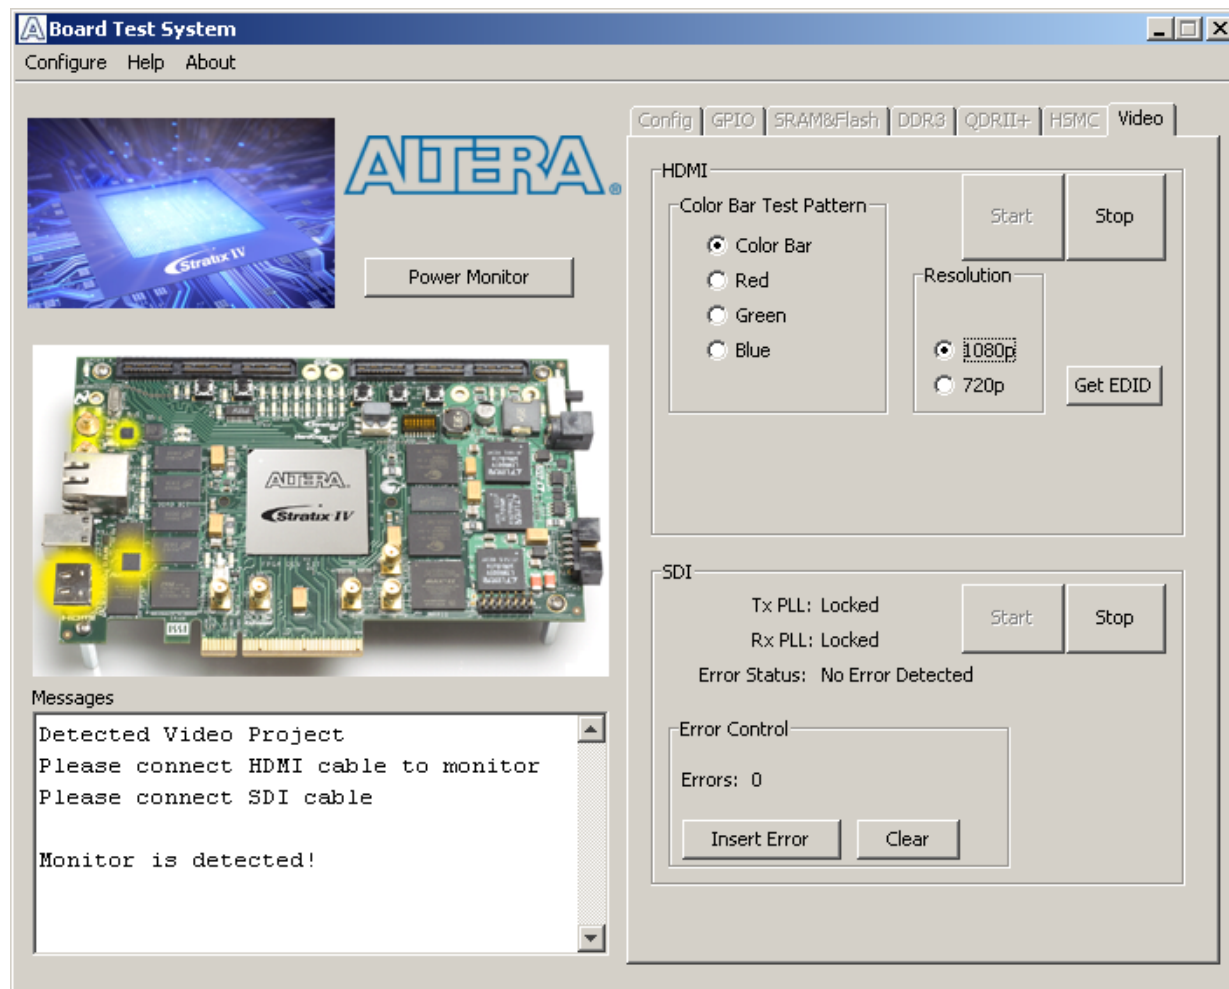 Board Test System
Configure Help About
Config GPIO SRAM&Flash DDR3 QDRII+ HSMC Video
Stratix IV
ALTERA®
Power Monitor
HDMI
Color Bar Test Pattern
Color Bar
Red
Green
Blue
Start
Stop
Resolution
1080p
720p
Get EDID
ALTERA
Stratix IV
HDMI
SDI
Tx PLL: Locked
Rx PLL: Locked
Error Status: No Error Detected
Start
Stop
Error Control
Errors: 0
Insert Error
Clear
Messages
Detected Video Project
Please connect HDMI cable to monitor
Please connect SDI cable
Monitor is detected!